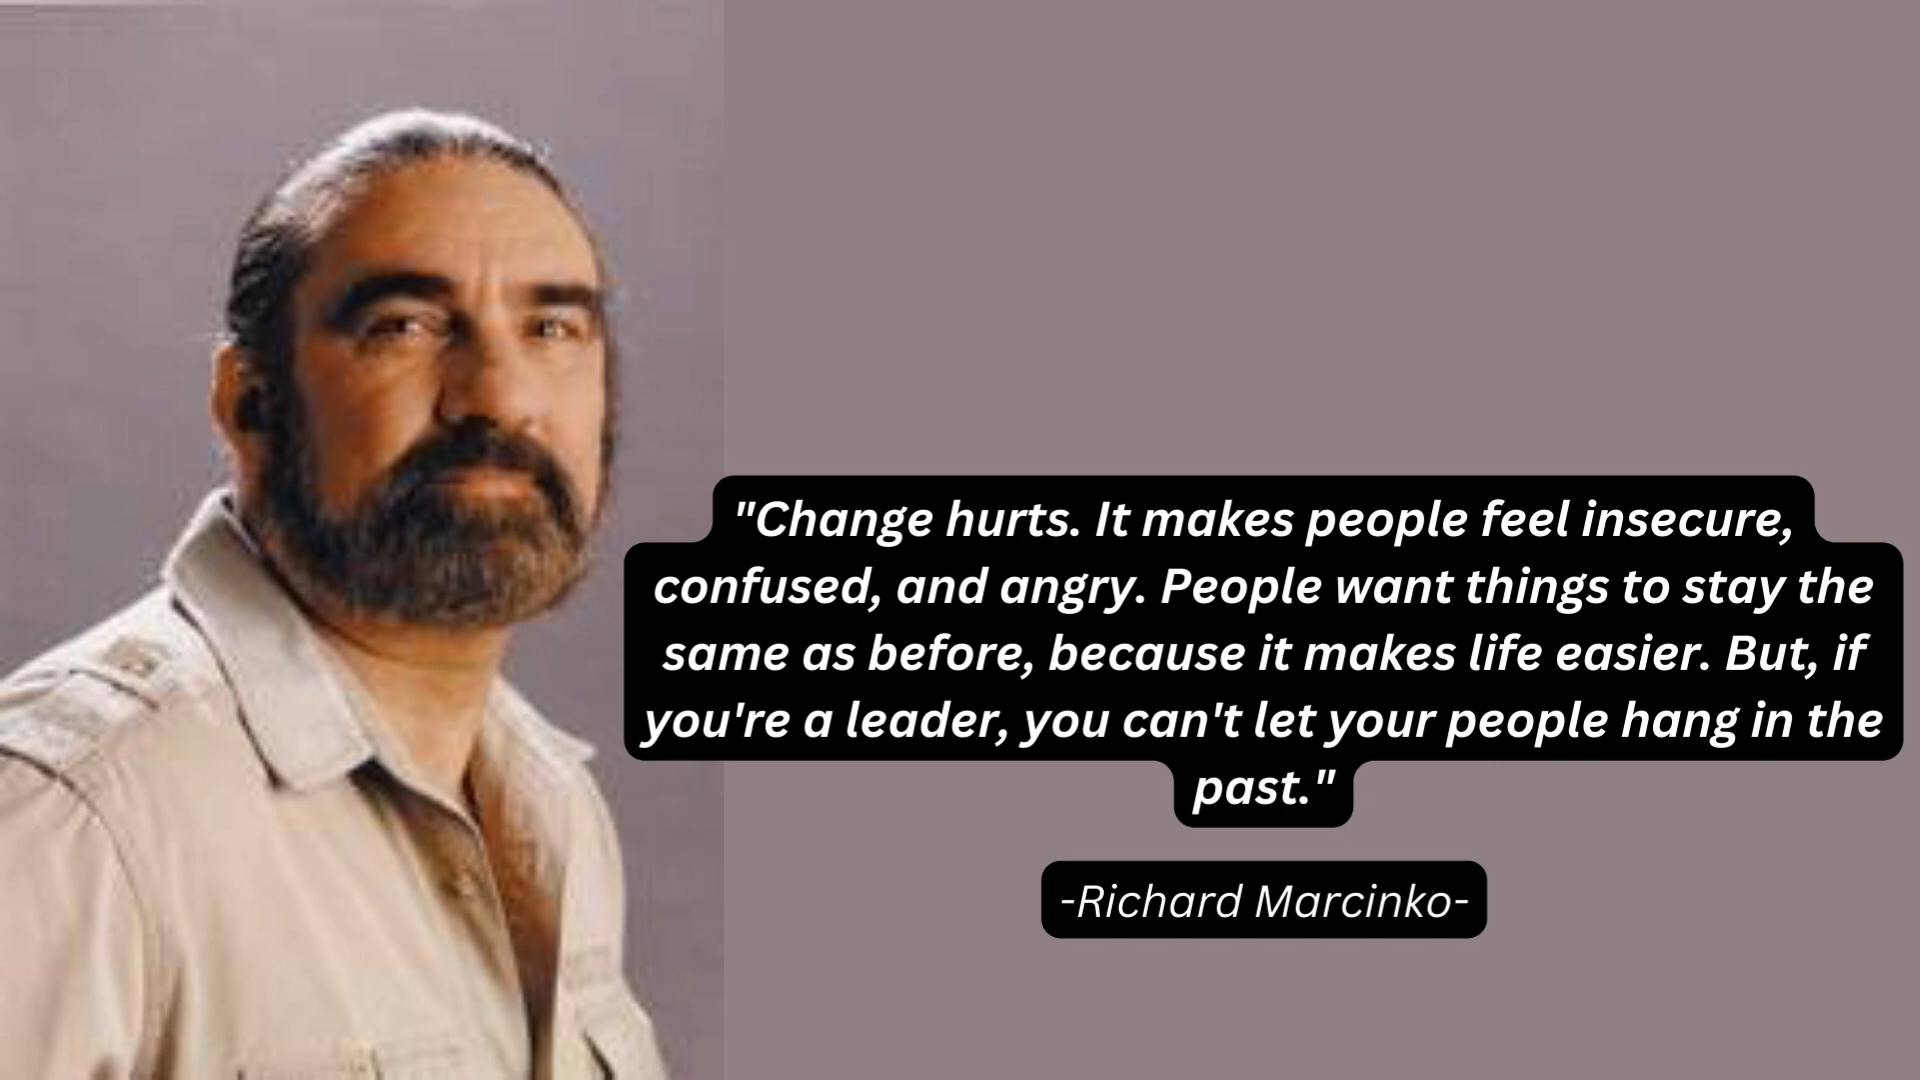 "Change hurts. It makes people feel insecure,
confused, and angry. People want things to stay the
same as before, because it makes life easier. But, if
you're a leader, you can't let your people hang in the
past."
-Richard Marcinko-